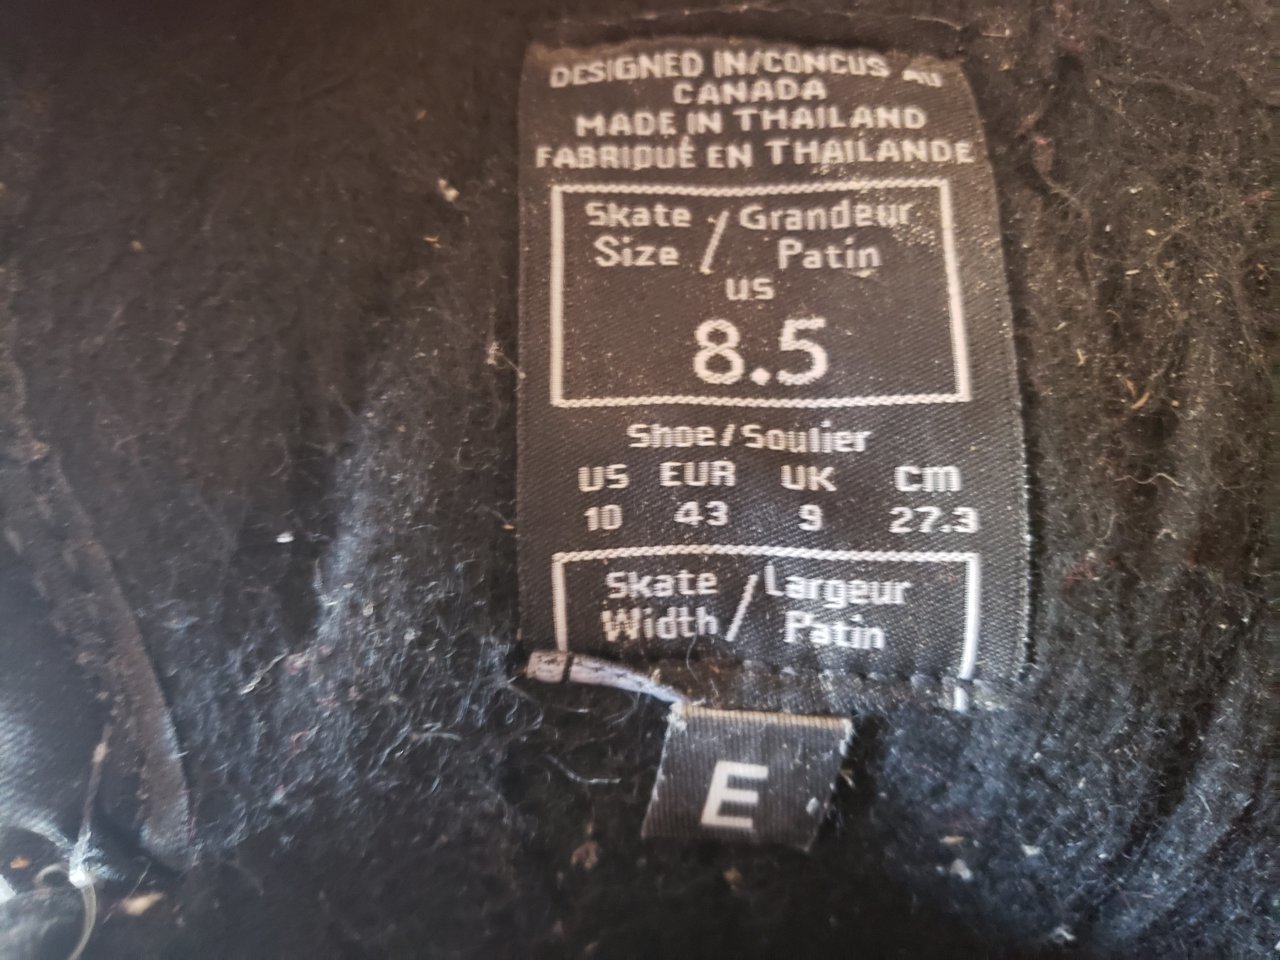 DESIGNED IN/CONCUS AU
CANADA
MADE IN THAILAND
FABRIQUÉ EN THAILANDE
Skate / Grandeur
Size / Patin
US
8.5
Shoe/Soulier
US EUR UK CM
10 43 9 27.3
Skate / Largeur
Width / Patin
E